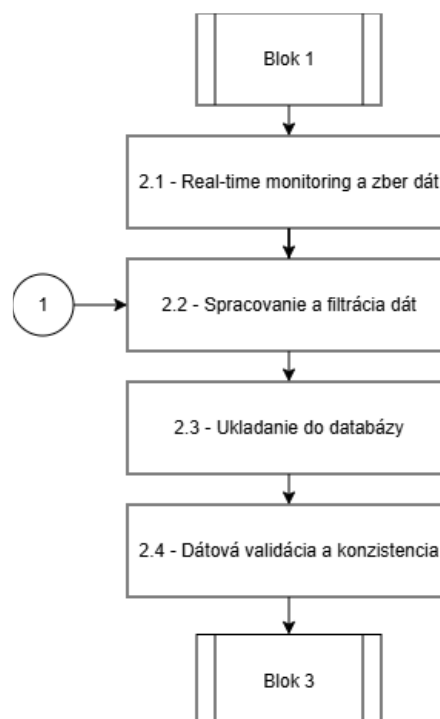 Blok 1
2.1 - Real-time monitoring a zber dát
1
2.2 - Spracovanie a filtrácia dát
2.3 - Ukladanie do databázy
2.4 - Dátová validácia a konzistencia
Blok 3